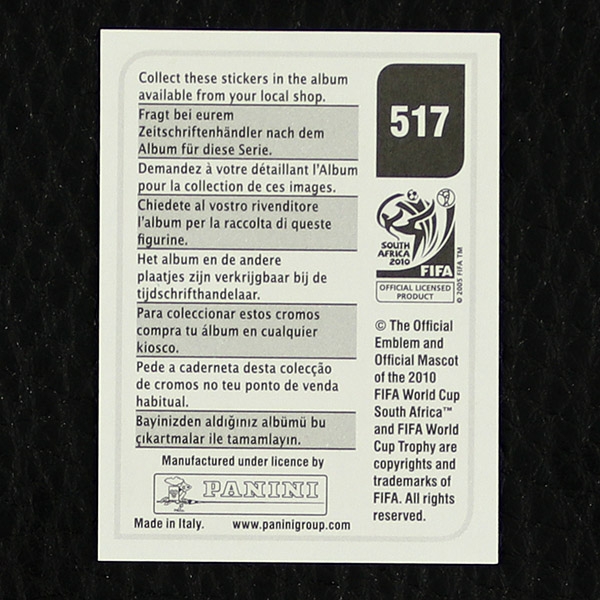 Collect these stickers in the album
available from your local shop.
Fragt bei eurem
Zeitschriftenhändler nach dem
Album für diese Serie.
Demandez à votre détaillant l'Album
pour la collection de ces images.
Chiedete al vostro rivenditore
l'album per la raccolta di queste
figurine.
Het album en de andere
plaatjes zijn verkrijgbaar bij de
tijdschrifthandelaar.
Para coleccionar estos cromos
compra tu álbum en cualquier
kiosco.
Pede a caderneta desta colecção
de cromos no teu ponto de venda
habitual.
Bayinizden aldığınız albümü bu
çıkartmalar ile tamamlayın.
Manufactured under licence by
PANINI
Made in Italy. www.paninigroup.com
517
SOUTH
AFRICA
2010
FIFA
OFFICIAL LICENSED
PRODUCT
© 2005 FIFA TM
© The Official
Emblem and
Official Mascot
of the 2010
FIFA World Cup
South Africa™
and FIFA World
Cup Trophy are
copyrights and
trademarks of
FIFA. All rights
reserved.